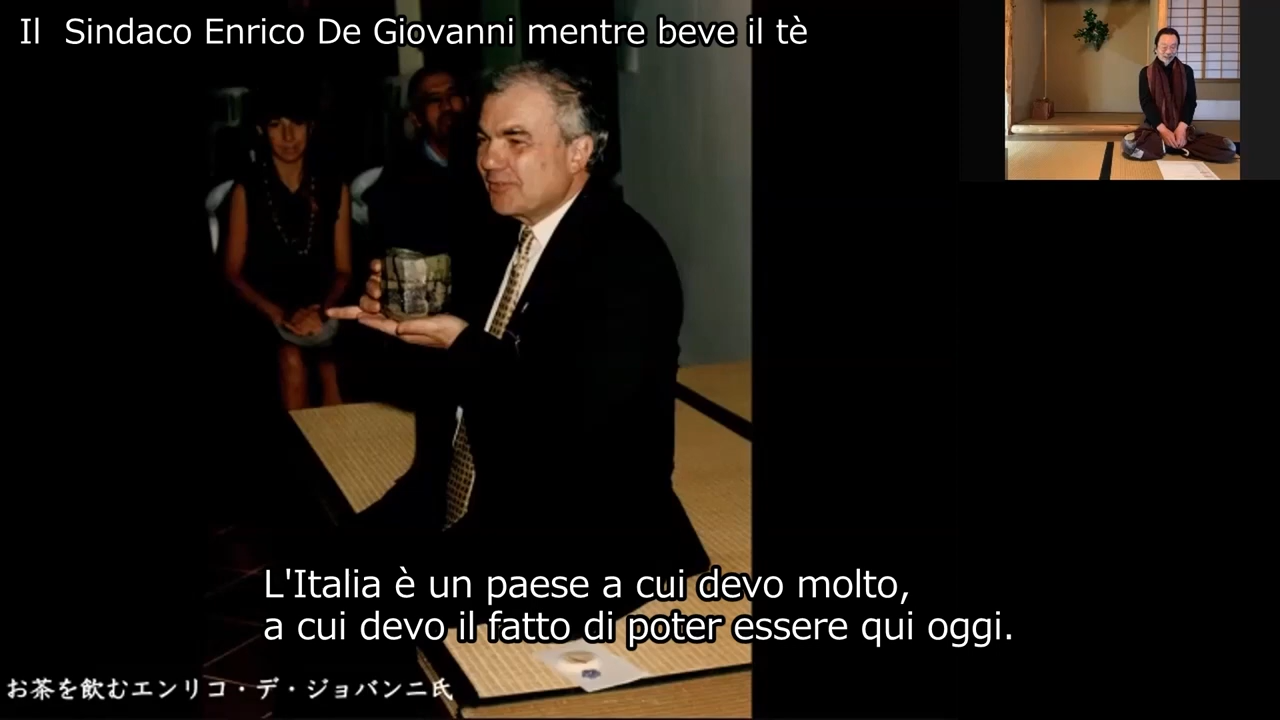 Il  Sindaco Enrico De Giovanni mentre beve il tè
L'Italia è un paese a cui devo molto,
a cui devo il fatto di poter essere qui oggi.
お茶を飲むエンリコ・デ・ジョバンニ氏